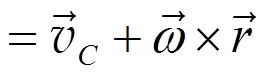 = v⃗_C + ω⃗ × r⃗